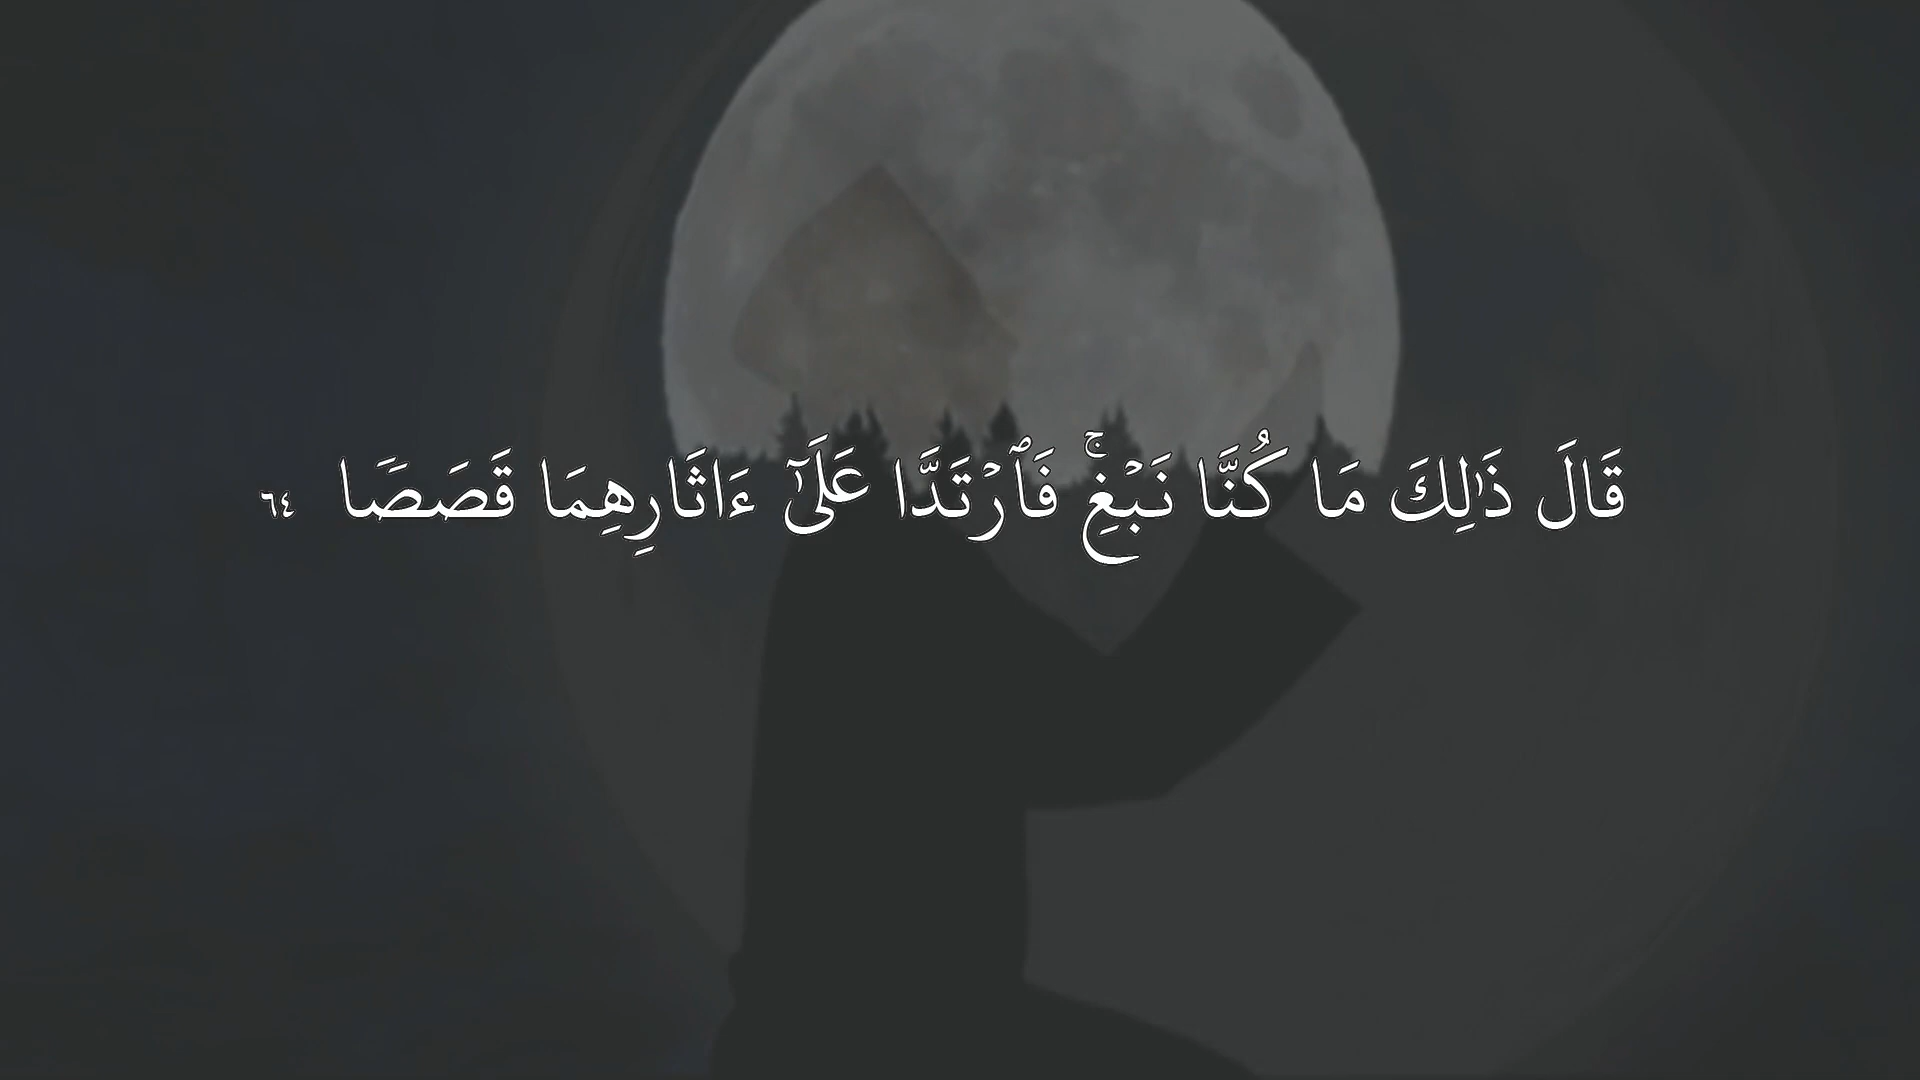 قَالَ ذَٰلِكَ مَا كُنَّا نَبۡغِۚ فَٱرۡتَدَّا عَلَىٰٓ ءَاثَارِهِمَا قَصَصَٗا ٦٤